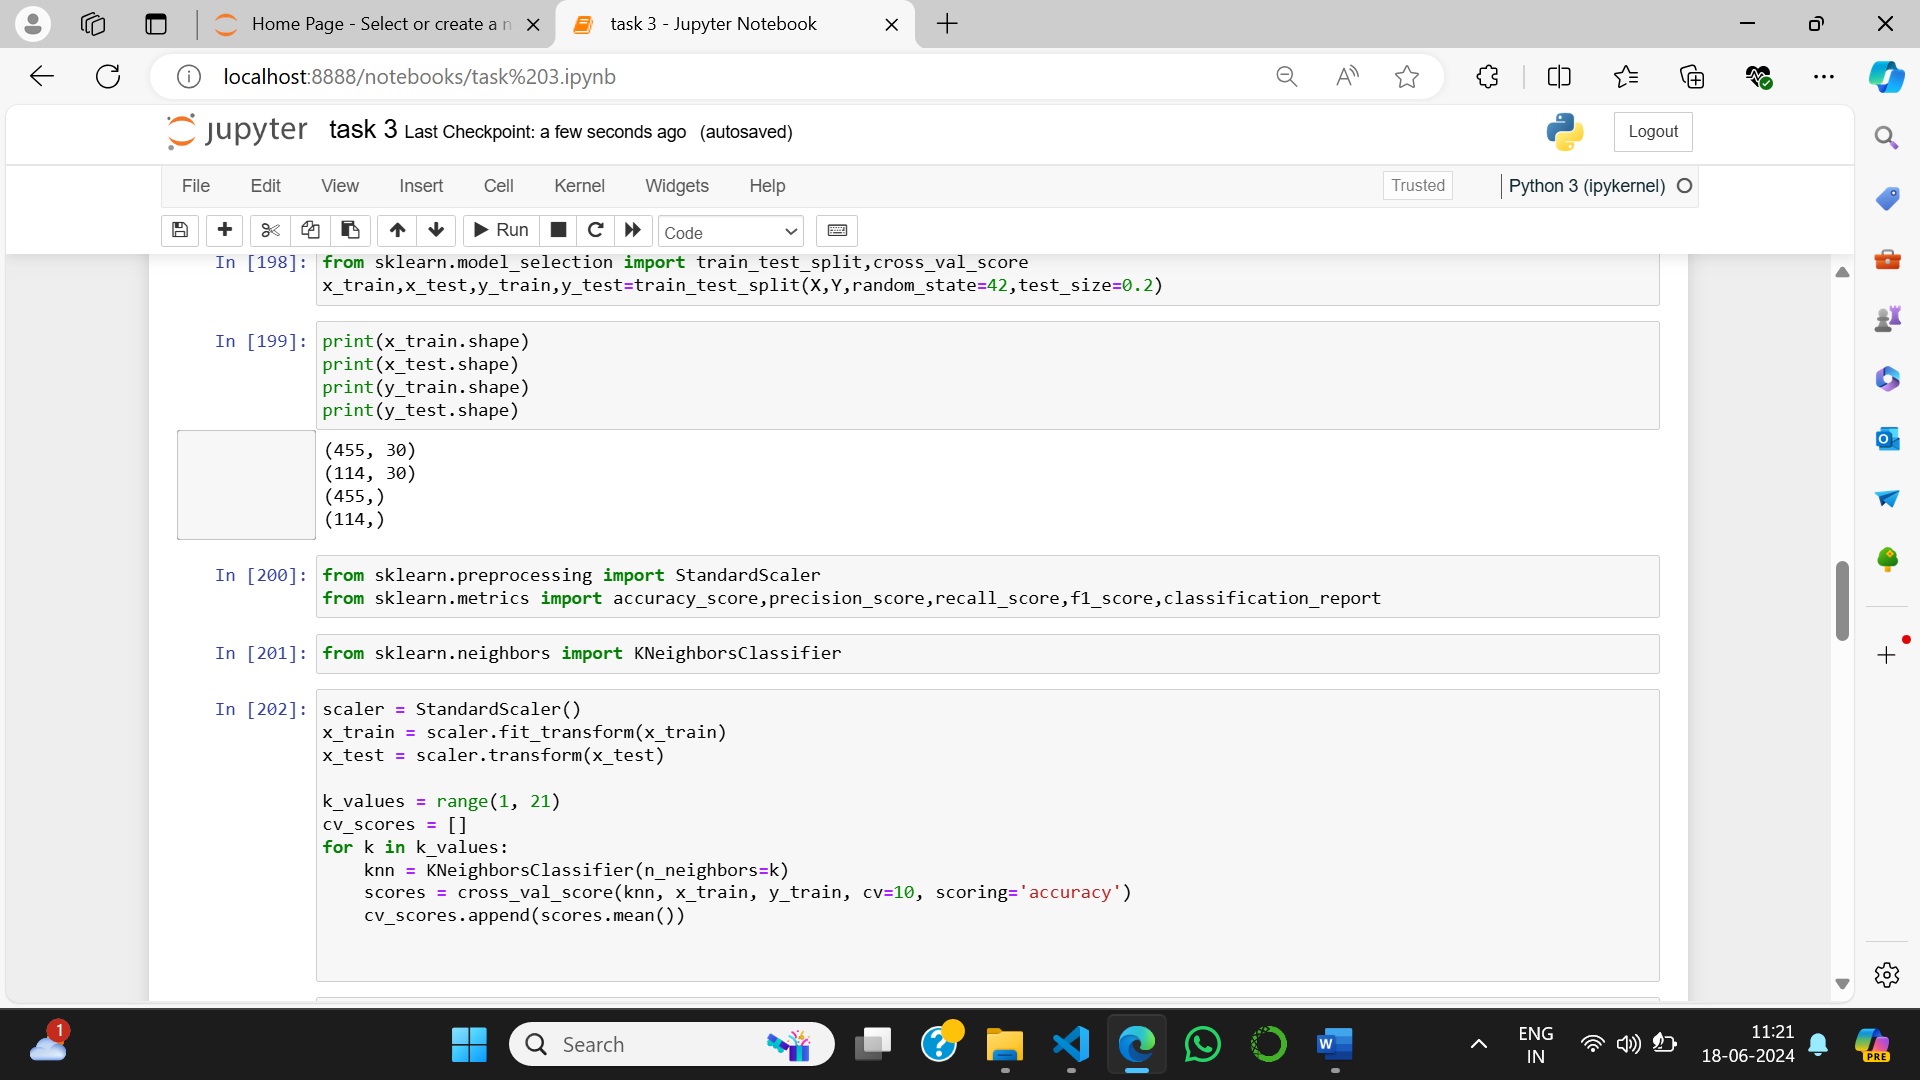 Home Page - Select or create a n
task 3 - Jupyter Notebook
localhost:8888/notebooks/task%203.ipynb
jupyter task 3 Last Checkpoint: a few seconds ago (autosaved)
Logout
File Edit View Insert Cell Kernel Widgets Help
Trusted
Python 3 (ipykernel)
Run
Code
In [198]: from sklearn.model_selection import train_test_split,cross_val_score
x_train,x_test,y_train,y_test=train_test_split(X,Y,random_state=42,test_size=0.2)
In [199]: print(x_train.shape)
print(x_test.shape)
print(y_train.shape)
print(y_test.shape)
(455, 30)
(114, 30)
(455,)
(114,)
In [200]: from sklearn.preprocessing import StandardScaler
from sklearn.metrics import accuracy_score,precision_score,recall_score,f1_score,classification_report
In [201]: from sklearn.neighbors import KNeighborsClassifier
In [202]: scaler = StandardScaler()
x_train = scaler.fit_transform(x_train)
x_test = scaler.transform(x_test)
k_values = range(1, 21)
cv_scores = []
for k in k_values:
    knn = KNeighborsClassifier(n_neighbors=k)
    scores = cross_val_score(knn, x_train, y_train, cv=10, scoring='accuracy')
    cv_scores.append(scores.mean())
1
Search
ENG
IN
11:21
18-06-2024
PRE